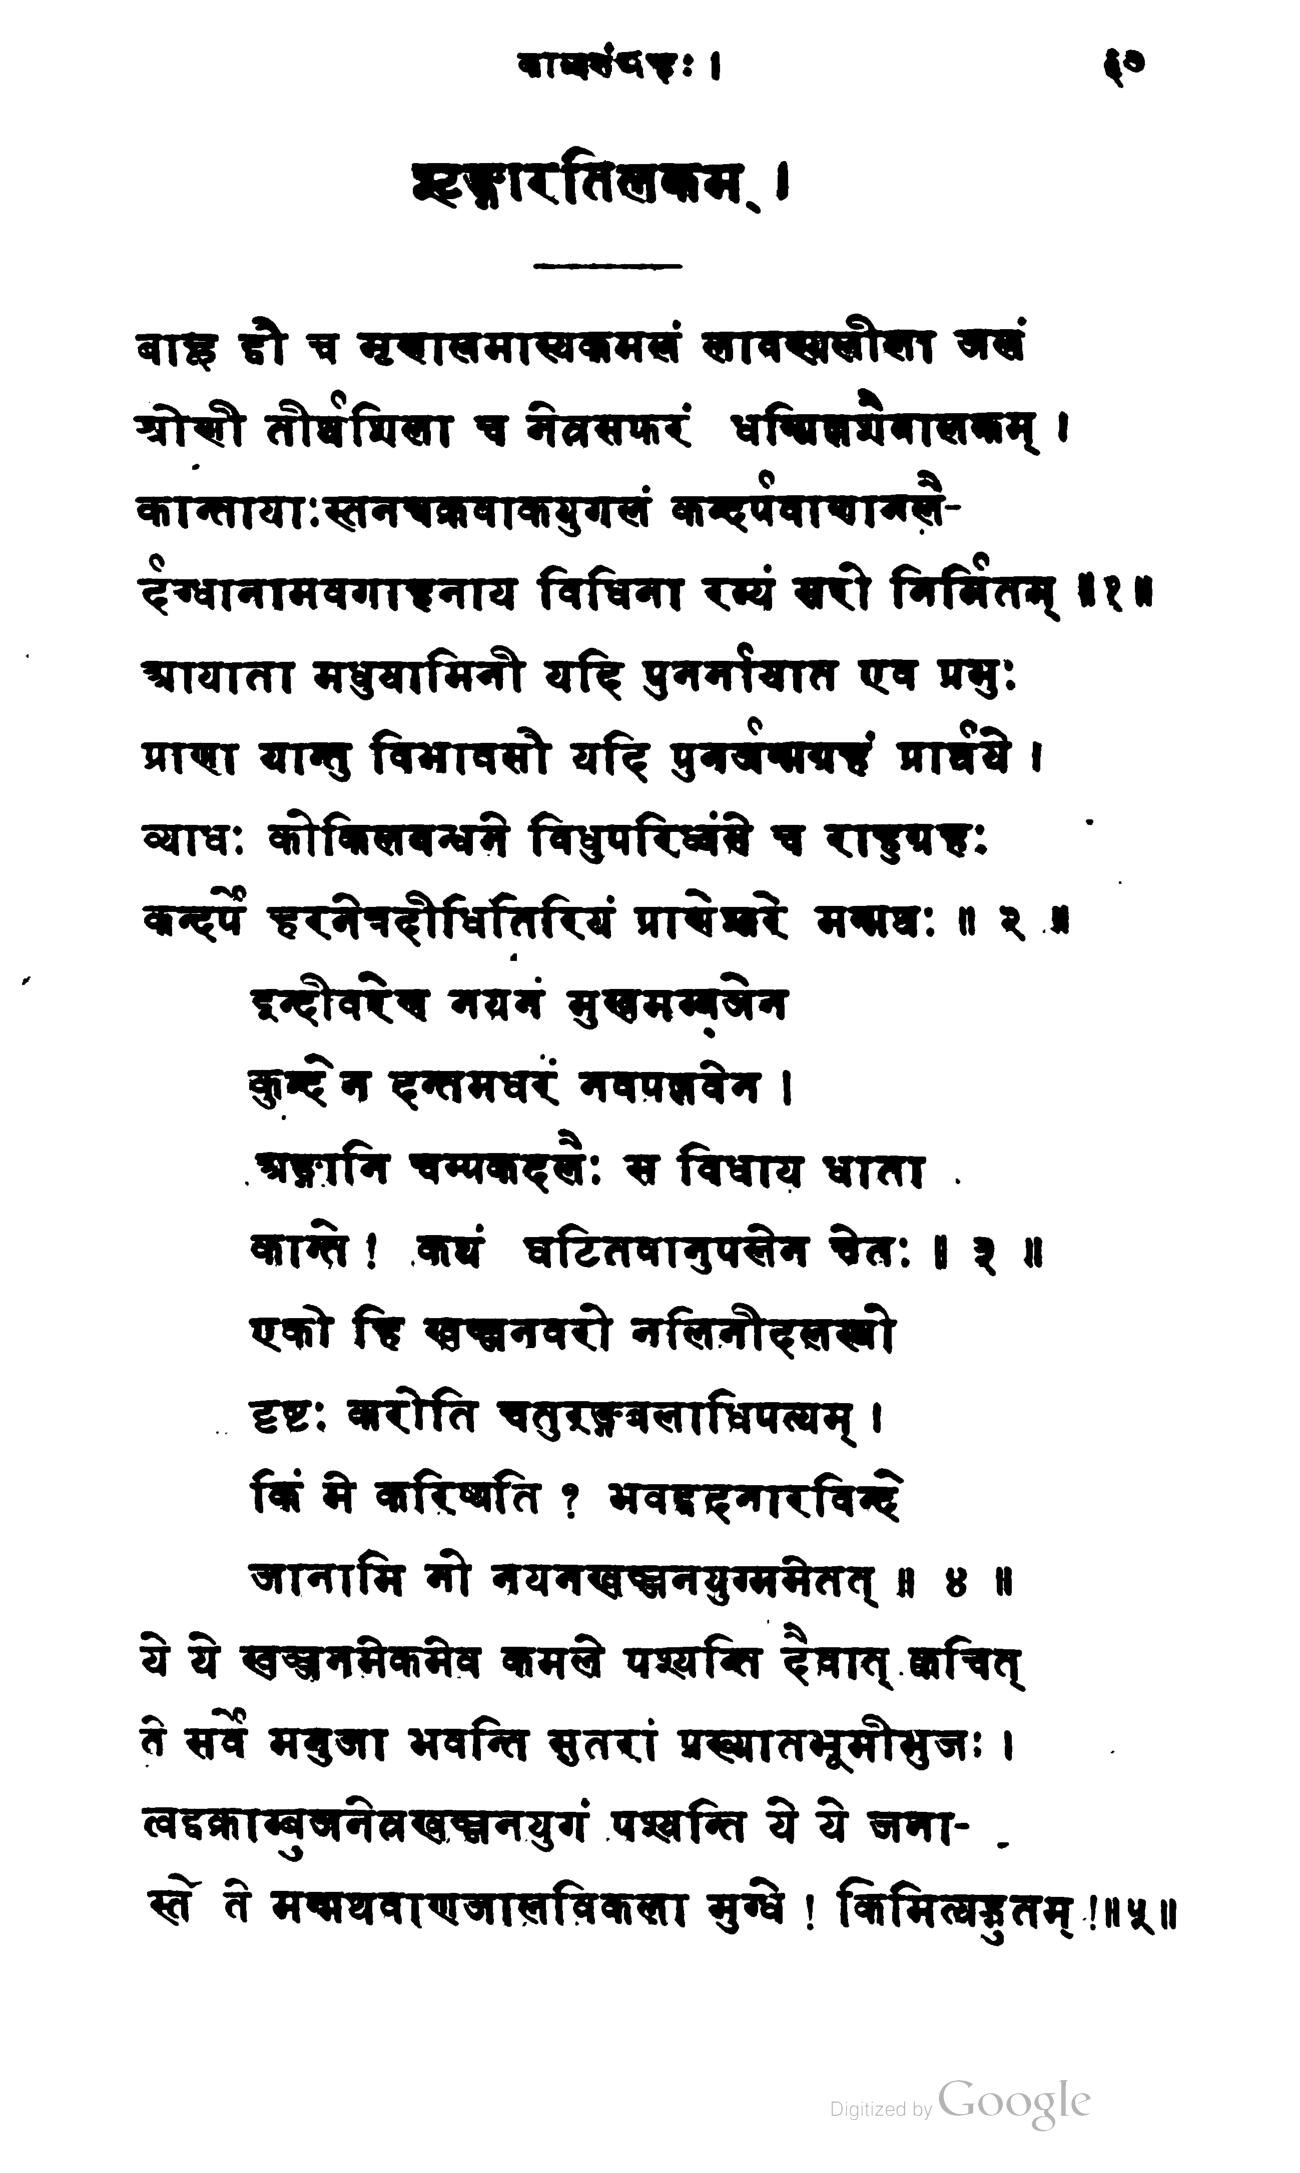 काव्यसंग्रहः । ६७
शृङ्गारतिलकम् ।
बाहू द्वौ च मृणालमास्यकमलं लावण्यलीला जलं
श्रोणी तीर्थशिला च नेत्रसफरं धम्मिल्लशैवालकम् ।
कान्तायाःस्तनचक्रवाकयुगलं कन्दर्पवाणानलै-
र्दग्धानामवगाहनाय विधिना रम्यं सरो निर्मितम् ॥१॥
आयाता मधुयामिनी यदि पुनर्नायात एव प्रभुः
प्राणा यान्तु विभावसौ यदि पुनर्जन्मग्रहं प्रार्थये ।
व्याधः कोकिलबन्धने विधुपरिध्वंसे च राहुग्रहः
कन्दर्पे हरनेत्रदीधितिरियं प्राणेश्वरे मन्मथः ॥ २ ॥
इन्दीवरेण नयनं मुखमम्बुजेन
कुन्देन दन्तमधरं नवपल्लवेन ।
अङ्गानि चम्पकदलैः स विधाय धाता
कान्ते ! कथं घटितवानुपलेन चेतः ॥ ३ ॥
एको हि खञ्जनवरो नलिनीदलस्थो
दृष्टः करोति चतुरङ्गबलाधिपत्यम् ।
किं मे करिष्यति ? भवद्वदनारविन्दे
जानामि नो नयनखञ्जनयुग्ममेतत् ॥ ४ ॥
ये ये खञ्जनमेकमेव कमले पश्यन्ति दैवात् क्वचित्
ते सर्वे मनुजा भवन्ति सुतरां प्रख्यातभूमीभुजः ।
त्वद्वक्राम्बुजनेत्रखञ्जनयुगं पश्यन्ति ये ये जना-
स्ते ते मन्मथवाणजालविकला मुग्धे ! किमित्यद्भुतम् !॥५॥
Digitized by Google